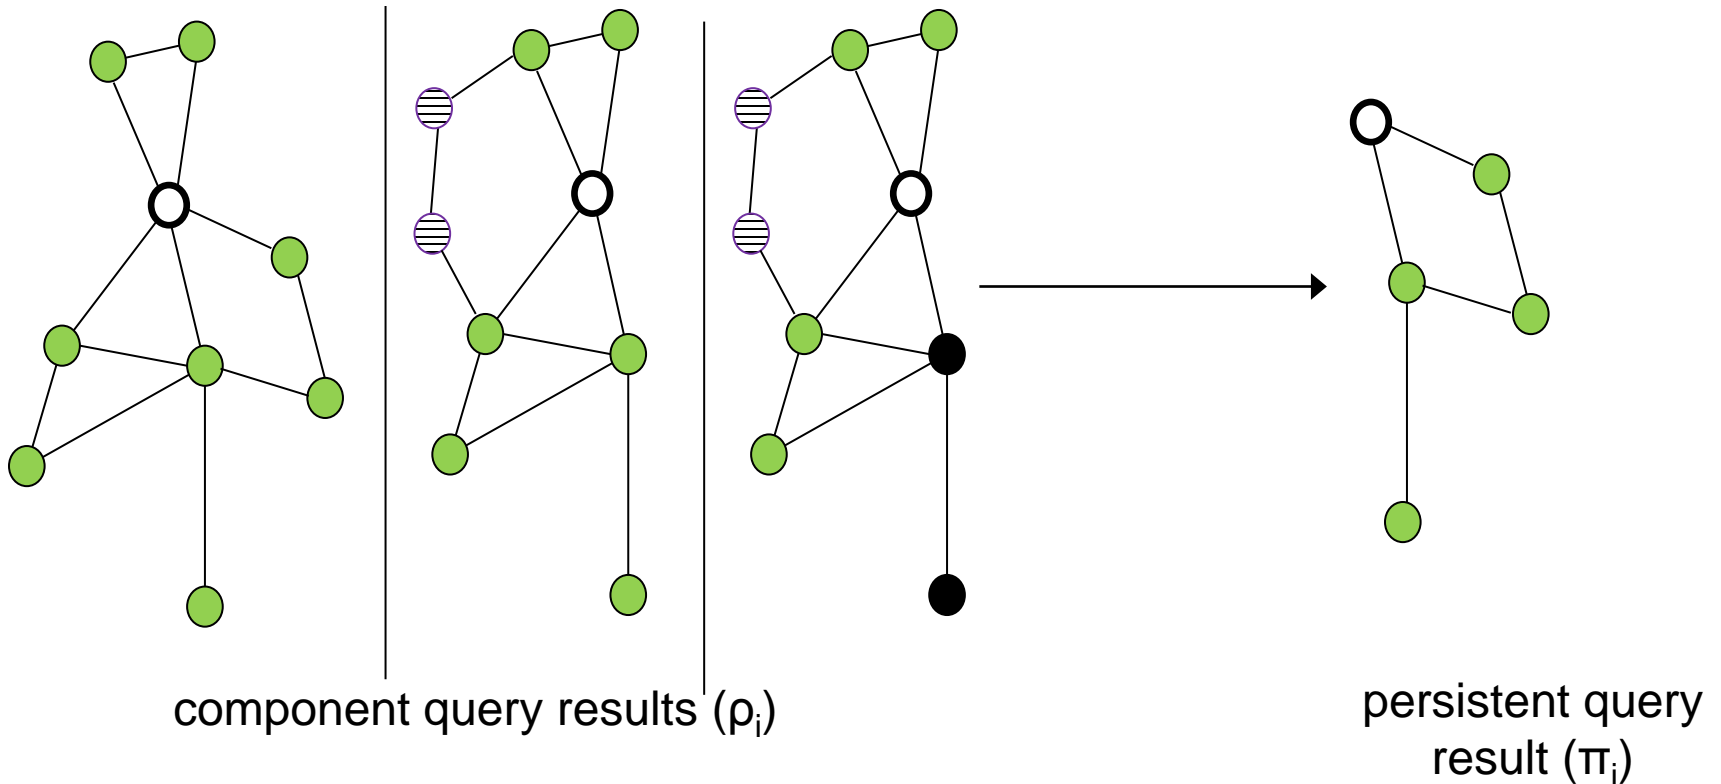 component query results (ρᵢ)
persistent query
result (πᵢ)